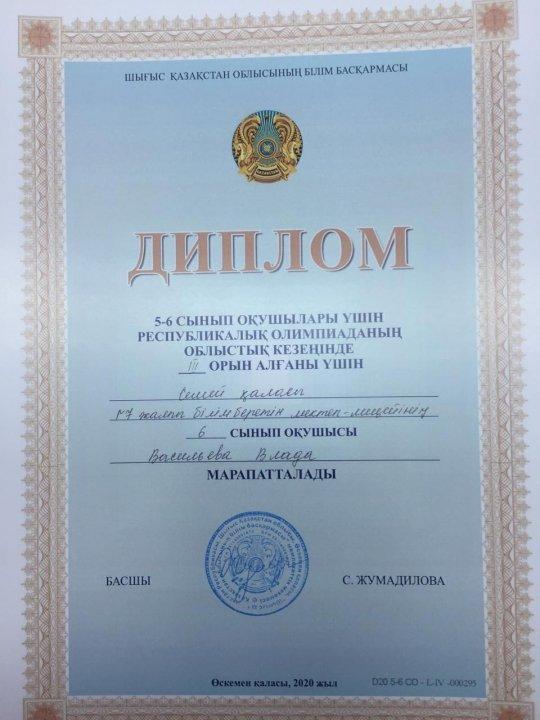 ШЫҒЫС ҚАЗАҚСТАН ОБЛЫСЫНЫҢ БІЛІМ БАСҚАРМАСЫ
ДИПЛОМ
5-6 СЫНЫП ОҚУШЫЛАРЫ ҮШІН
РЕСПУБЛИКАЛЫҚ ОЛИМПИАДАНЫҢ
ОБЛЫСТЫҚ КЕЗЕҢІНДЕ
III ОРЫН АЛҒАНЫ ҮШІН
Семей қаласы
№7 жалпы білім беретін мектеп-лицейінің
6 СЫНЫП ОҚУШЫСЫ
Васильева Влада
МАРАПАТТАЛАДЫ
БАСШЫ С. ЖУМАДИЛОВА
Өскемен қаласы, 2020 жыл
D20 5-6 CO - L-IV -000295